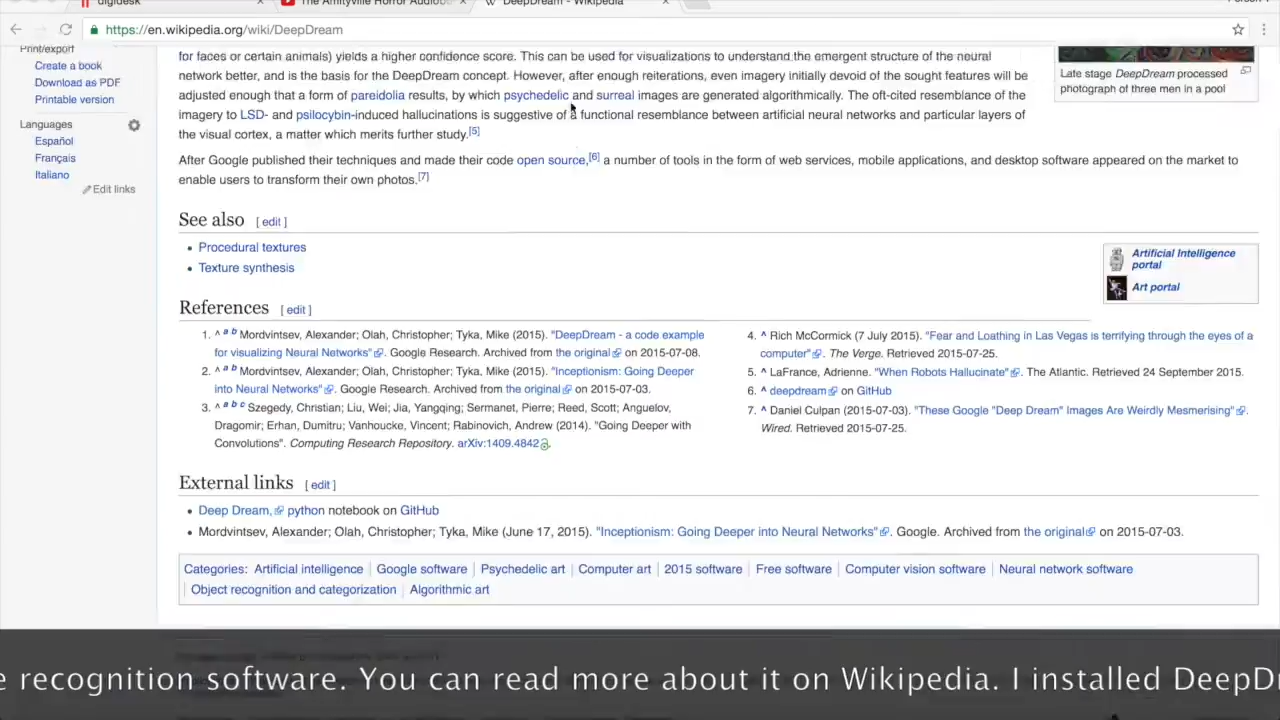 digidesk
The Amityville Horror Audiobo
DeepDream - Wikipedia
https://en.wikipedia.org/wiki/DeepDream
Print/export
Create a book
Download as PDF
Printable version
Languages
Español
Français
Italiano
Edit links
for faces or certain animals) yields a higher confidence score. This can be used for visualizations to understand the emergent structure of the neural
network better, and is the basis for the DeepDream concept. However, after enough reiterations, even imagery initially devoid of the sought features will be
adjusted enough that a form of pareidolia results, by which psychedelic and surreal images are generated algorithmically. The oft-cited resemblance of the
imagery to LSD- and psilocybin-induced hallucinations is suggestive of a functional resemblance between artificial neural networks and particular layers of
the visual cortex, a matter which merits further study.[5]
Late stage DeepDream processed
photograph of three men in a pool
After Google published their techniques and made their code open source,[6] a number of tools in the form of web services, mobile applications, and desktop software appeared on the market to
enable users to transform their own photos.[7]
See also [ edit ]
• Procedural textures
• Texture synthesis
Artificial Intelligence
portal
Art portal
References [ edit ]
1. ^ a b Mordvintsev, Alexander; Olah, Christopher; Tyka, Mike (2015). "DeepDream - a code example
for visualizing Neural Networks". Google Research. Archived from the original on 2015-07-08.
2. ^ a b Mordvintsev, Alexander; Olah, Christopher; Tyka, Mike (2015). "Inceptionism: Going Deeper
into Neural Networks". Google Research. Archived from the original on 2015-07-03.
3. ^ a b c Szegedy, Christian; Liu, Wei; Jia, Yangqing; Sermanet, Pierre; Reed, Scott; Anguelov,
Dragomir; Erhan, Dumitru; Vanhoucke, Vincent; Rabinovich, Andrew (2014). "Going Deeper with
Convolutions". Computing Research Repository. arXiv:1409.4842.
4. ^ Rich McCormick (7 July 2015). "Fear and Loathing in Las Vegas is terrifying through the eyes of a
computer". The Verge. Retrieved 2015-07-25.
5. ^ LaFrance, Adrienne. "When Robots Hallucinate". The Atlantic. Retrieved 24 September 2015.
6. ^ deepdream on GitHub
7. ^ Daniel Culpan (2015-07-03). "These Google "Deep Dream" Images Are Weirdly Mesmerising".
Wired. Retrieved 2015-07-25.
External links [ edit ]
• Deep Dream, python notebook on GitHub
• Mordvintsev, Alexander; Olah, Christopher; Tyka, Mike (June 17, 2015). "Inceptionism: Going Deeper into Neural Networks". Google. Archived from the original on 2015-07-03.
Categories: Artificial intelligence | Google software | Psychedelic art | Computer art | 2015 software | Free software | Computer vision software | Neural network software
| Object recognition and categorization | Algorithmic art
e recognition software. You can read more about it on Wikipedia. I installed DeepD